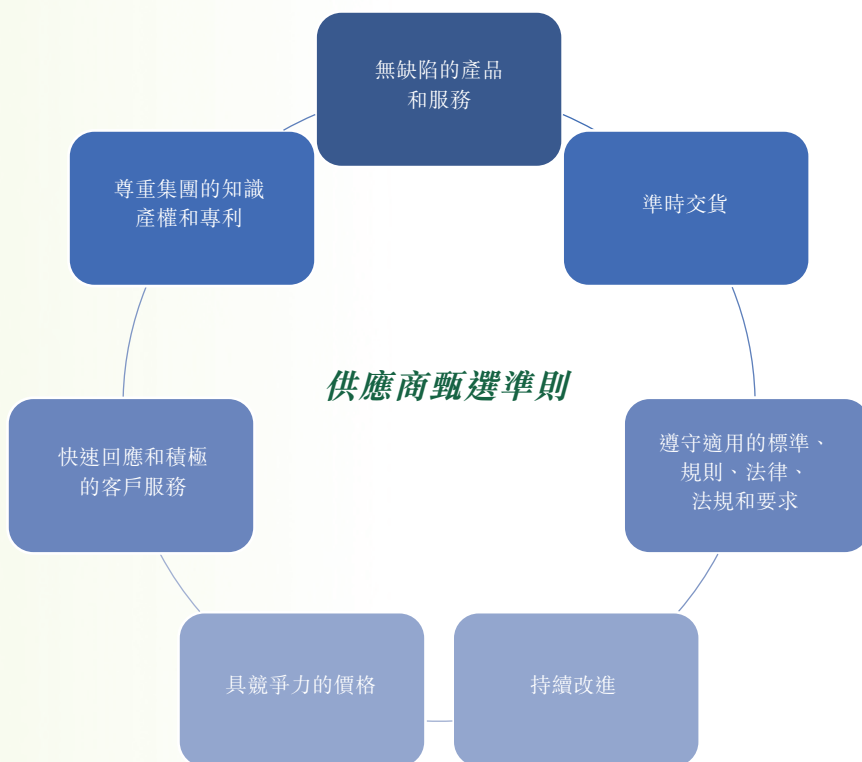 無缺陷的產品
和服務
準時交貨
遵守適用的標準、
規則、法律、
法規和要求
持續改進
具競爭力的價格
快速回應和積極
的客戶服務
尊重集團的知識
產權和專利
供應商甄選準則